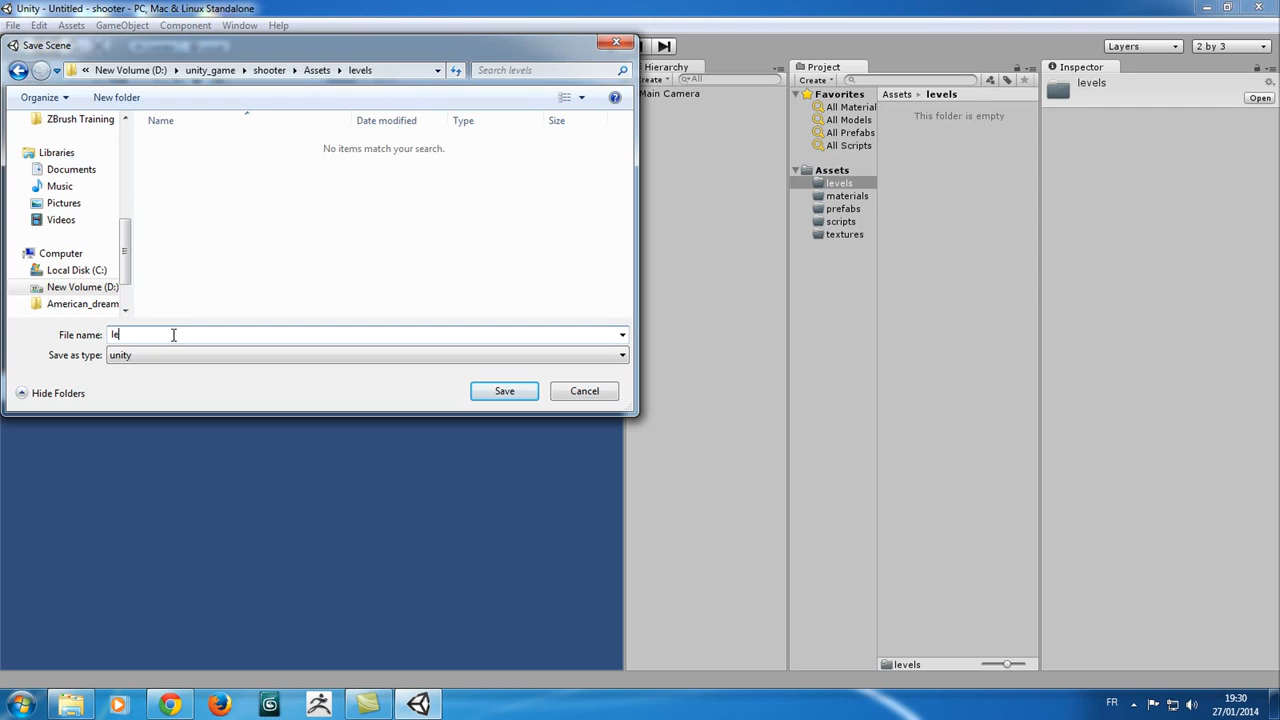 Unity - Untitled - shooter - PC, Mac & Linux Standalone
File Edit Assets GameObject Component Window Help
Save Scene
Layers
2 by 3
New Volume (D:) unity_game shooter Assets levels
Search levels
Organize
New folder
ZBrush Training
Libraries
Documents
Music
Pictures
Videos
Computer
Local Disk (C:)
New Volume (D:)
American_dream
Name Date modified Type Size
No items match your search.
File name: le
Save as type: unity
Hide Folders
Save
Cancel
Hierarchy
All
Main Camera
Project
Create
Favorites
All Material
All Models
All Prefabs
All Scripts
Assets
levels
materials
prefabs
scripts
textures
Assets levels
This folder is empty
levels
Inspector
levels
Open
FR
19:30
27/01/2014